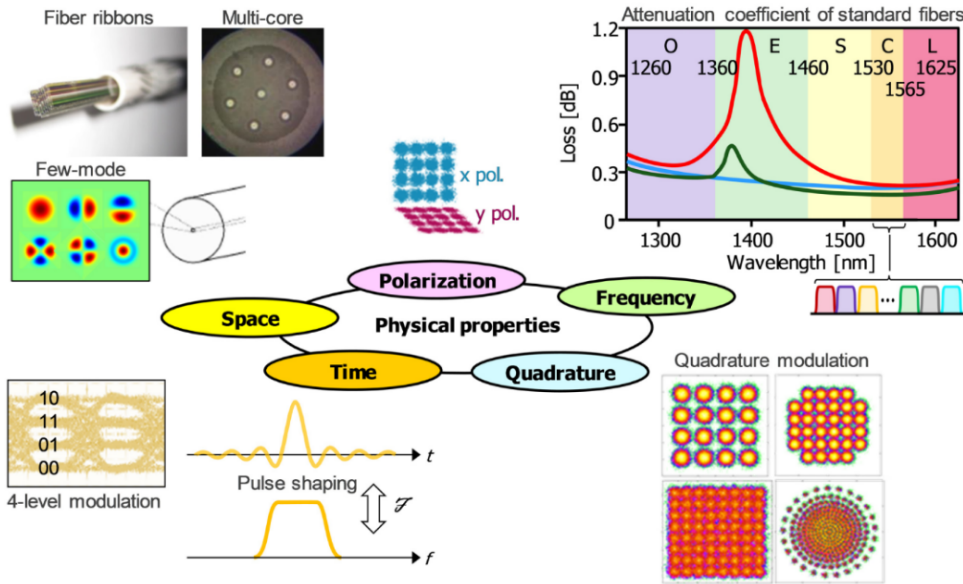 Fiber ribbons
Multi-core
Few-mode
x pol.
y pol.
Attenuation coefficient of standard fibers
Loss [dB]
1.2
0.9
0.6
0.3
0
O E S C L
1260 1360 1460 1530 1625
1565
1300 1400 1500 1600
Wavelength [nm]
Polarization
Frequency
Space
Physical properties
Time
Quadrature
10
11
01
00
4-level modulation
t
Pulse shaping
ℱ
f
Quadrature modulation